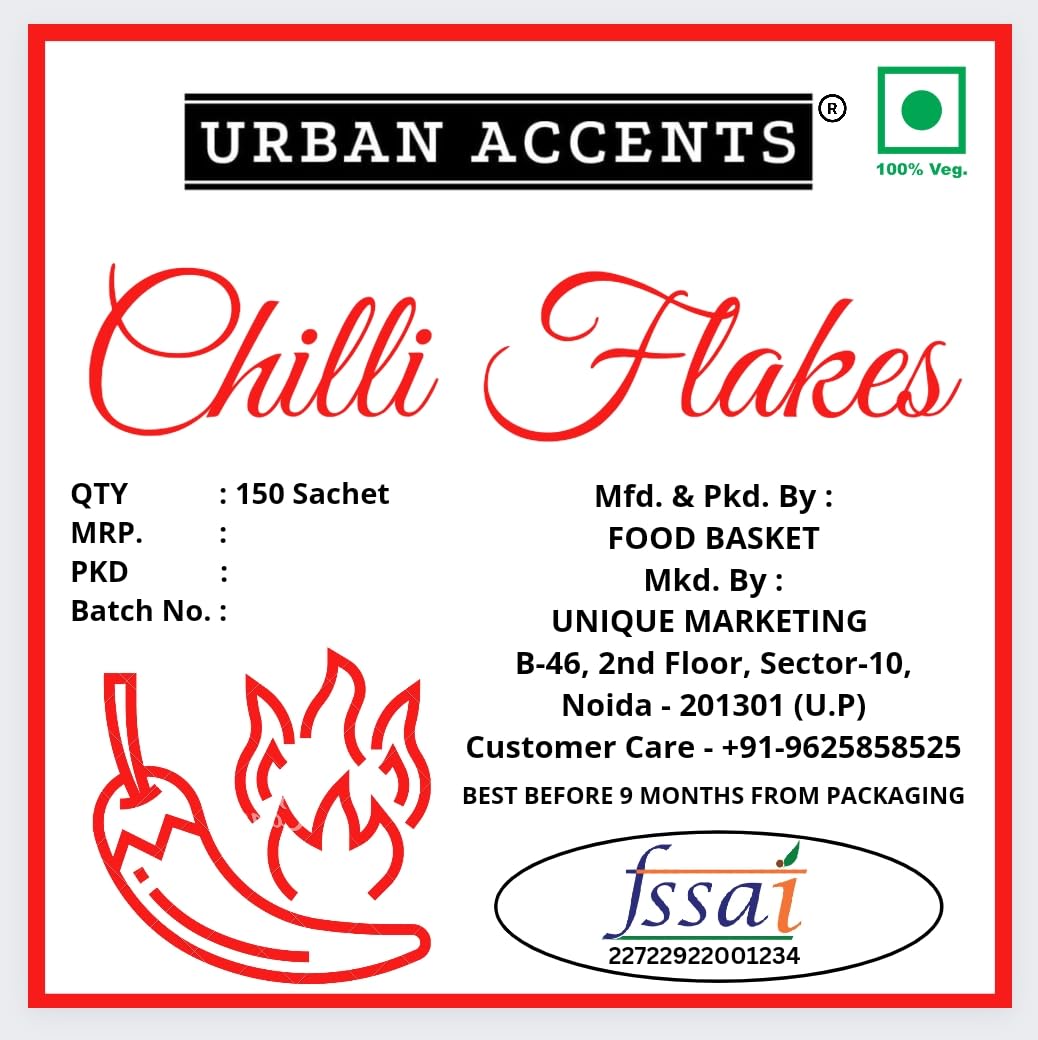 URBAN ACCENTS ®
100% Veg.
Chilli Flakes
QTY : 150 Sachet
MRP. :
PKD :
Batch No. :
Mfd. & Pkd. By :
FOOD BASKET
Mkd. By :
UNIQUE MARKETING
B-46, 2nd Floor, Sector-10,
Noida - 201301 (U.P)
Customer Care - +91-9625858525
BEST BEFORE 9 MONTHS FROM PACKAGING
fssai
22722922001234